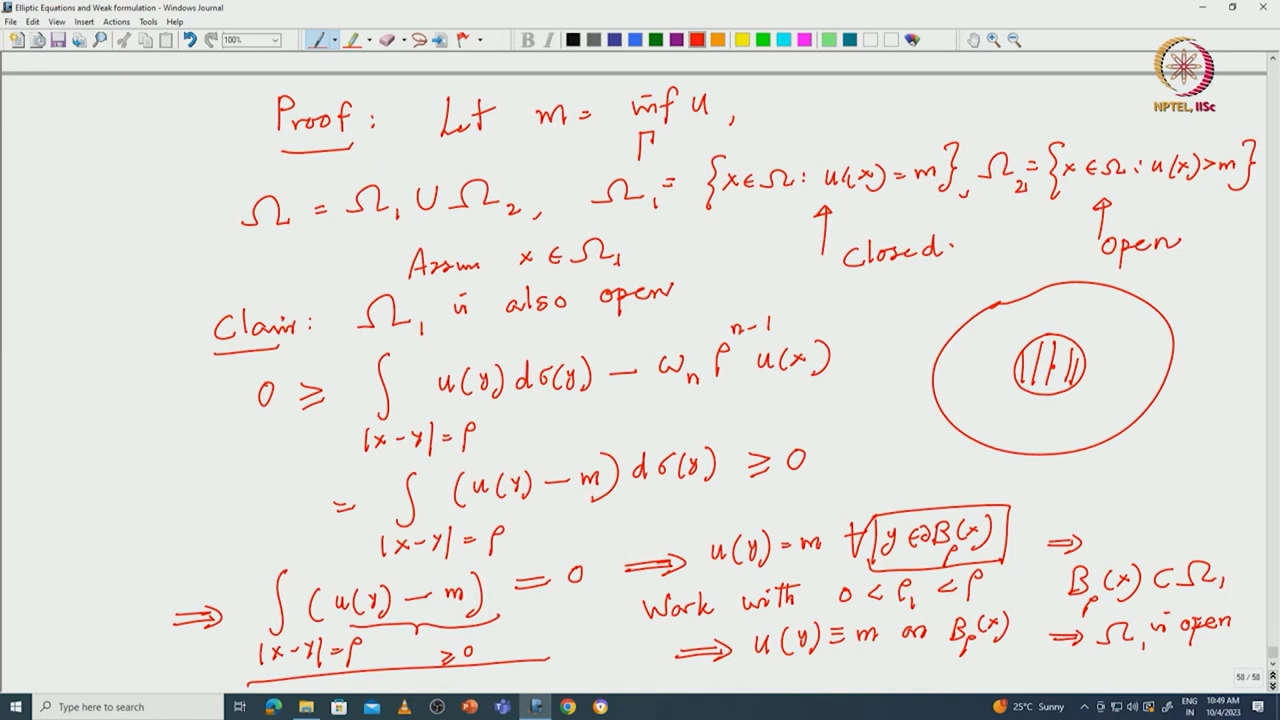 Elliptic Equations and Weak formulation - Windows Journal
File Edit View Insert Actions Tools Help
100%
NPTEL, IISc
Proof : Let m = inf u ,
Γ
Ω = Ω₁ ∪ Ω₂ , Ω₁ = {x ∈ Ω : u(x) = m} , Ω₂ = {x ∈ Ω : u(x) > m}
closed. open
Assume x ∈ Ω₁
Claim : Ω₁ is also open
0 ≥ ∫ u(y) dσ(y) − ωₙ ρⁿ⁻¹ u(x)
|x−y| = ρ
= ∫ (u(y) − m) dσ(y) ≥ 0
|x−y| = ρ
⇒ ∫ (u(y) − m) = 0 ⇒ u(y) = m ∀ y ∈ ∂B_ρ(x) ⇒
|x−y| = ρ ≥ 0
Work with 0 < ρ₁ < ρ B_ρ(x) ⊂ Ω₁
⇒ u(y) ≡ m on B_ρ(x) ⇒ Ω₁ is open
58 / 58
Type here to search
25°C Sunny
ENG
IN
10:49 AM
10/4/2023